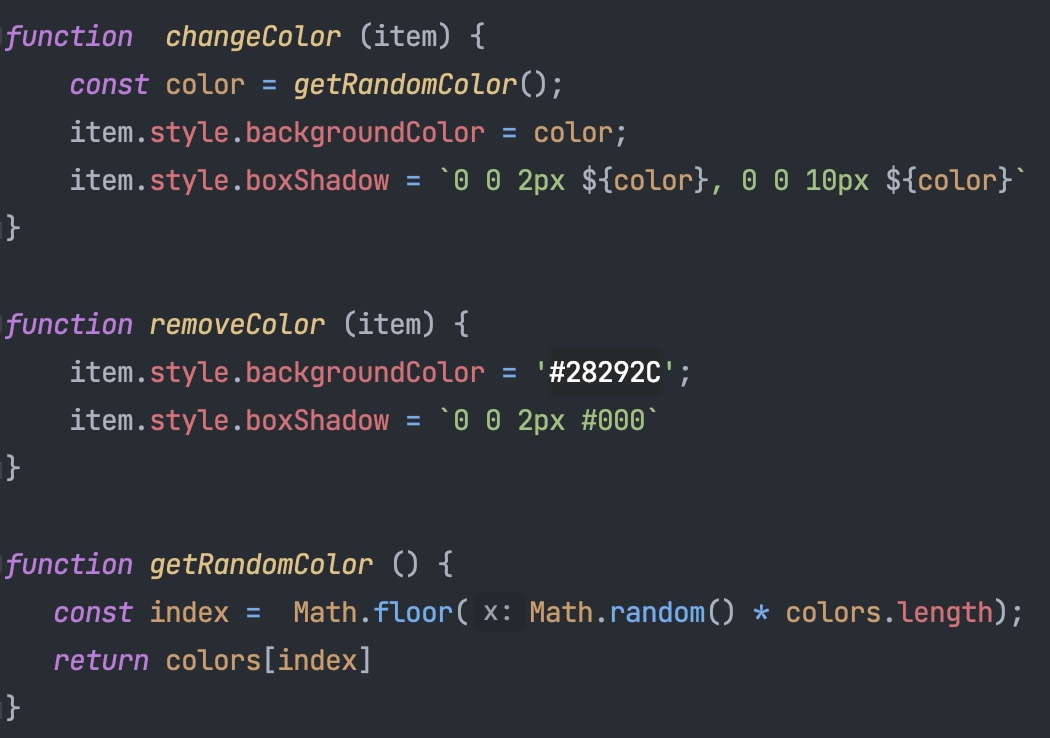 function  changeColor (item) {
    const color = getRandomColor();
    item.style.backgroundColor = color;
    item.style.boxShadow = `0 0 2px ${color}, 0 0 10px ${color}`
}
function removeColor (item) {
    item.style.backgroundColor = '#28292C';
    item.style.boxShadow = `0 0 2px #000`
}
function getRandomColor () {
   const index =  Math.floor( x: Math.random() * colors.length);
   return colors[index]
}